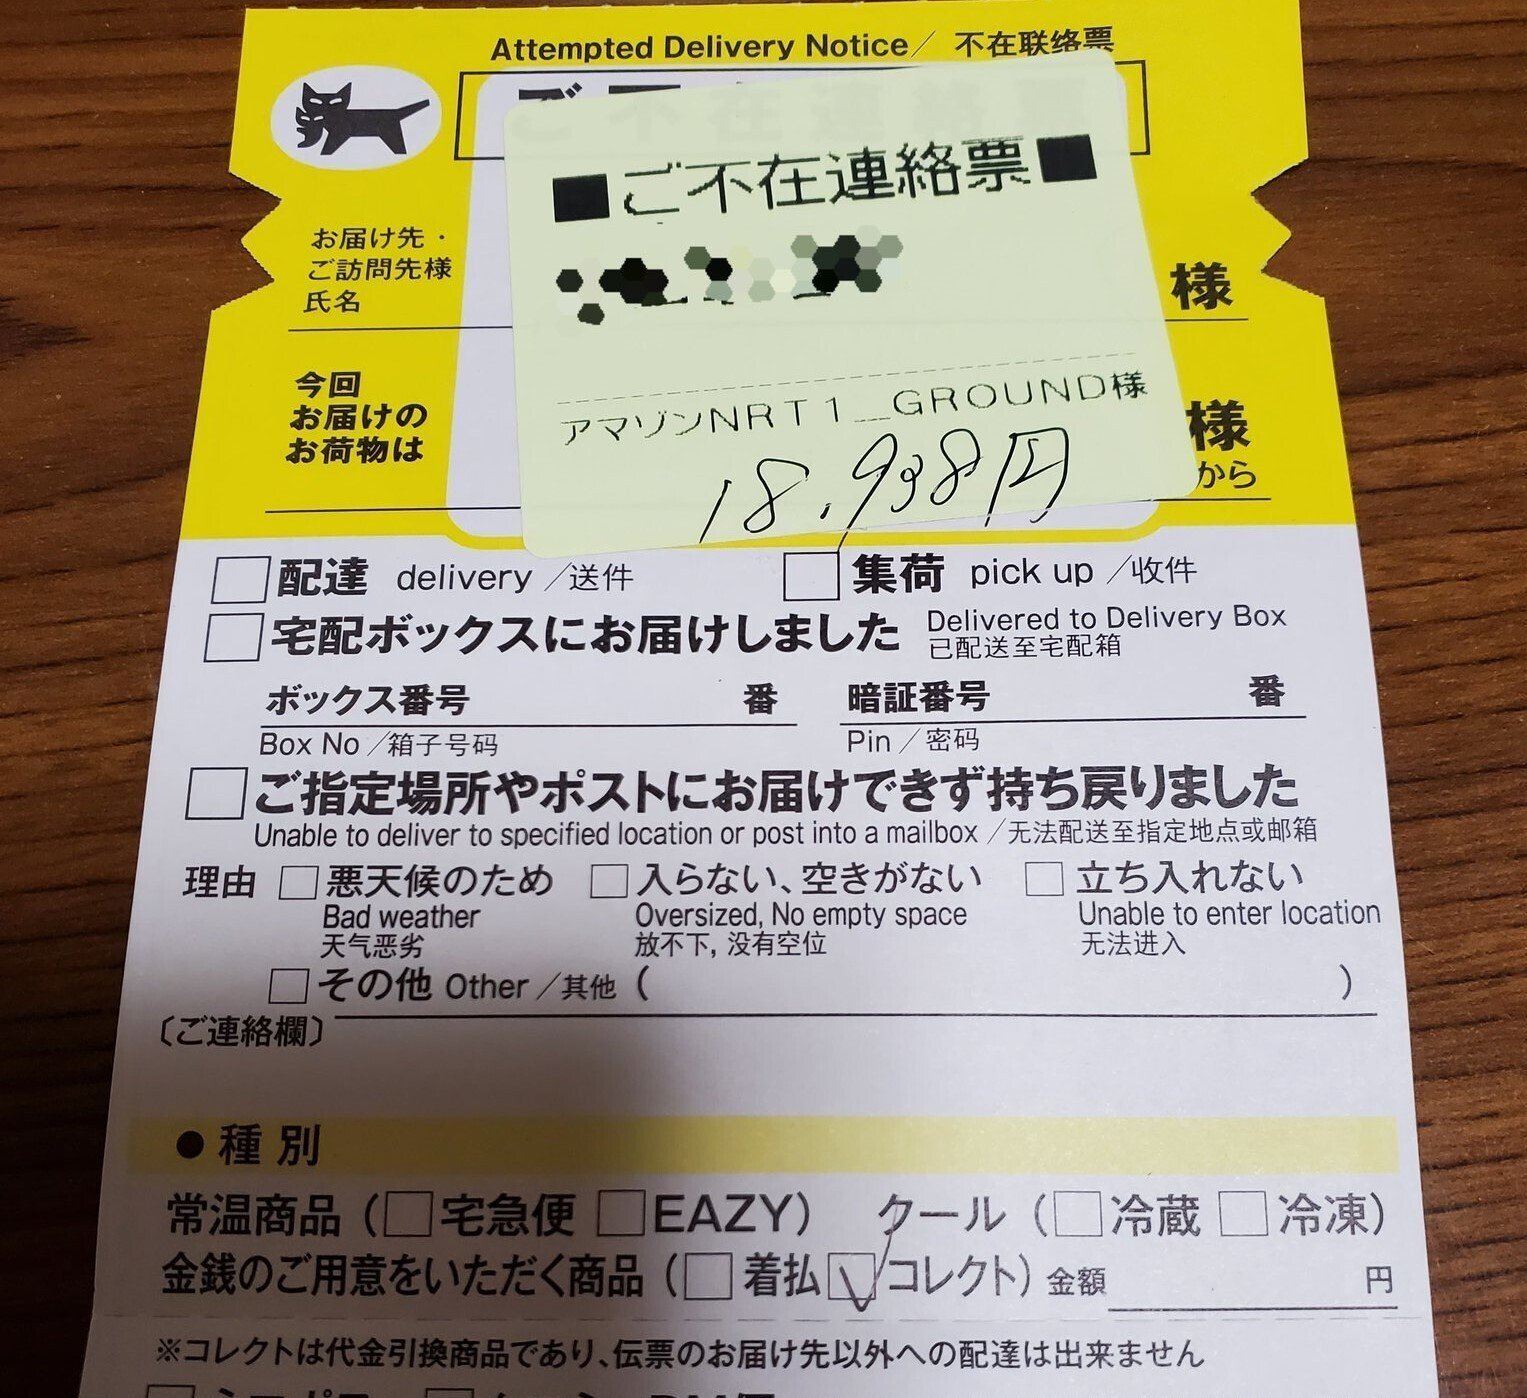 Attempted Delivery Notice／不在联络票
■ご不在連絡票■
お届け先・
ご訪問先様
氏名
様
今回
お届けの
お荷物は
アマゾンNRT1_GROUND様
18,938円
様
から
□配達 delivery／送件 □集荷 pick up／收件
□宅配ボックスにお届けしました Delivered to Delivery Box
已配送至宅配箱
ボックス番号 番 暗証番号 番
Box No／箱子号码 Pin／密码
□ご指定場所やポストにお届けできず持ち戻りました
Unable to deliver to specified location or post into a mailbox／无法配送至指定地点或邮箱
理由 □悪天候のため □入らない、空きがない □立ち入れない
Bad weather Oversized, No empty space Unable to enter location
天气恶劣 放不下, 没有空位 无法进入
□その他 Other／其他 ( )
〔ご連絡欄〕
●種別
常温商品（□宅急便 □EAZY） クール（□冷蔵 □冷凍）
金銭のご用意をいただく商品（□着払 ☑コレクト）金額 円
※コレクトは代金引換商品であり、伝票のお届け先以外への配達は出来ません